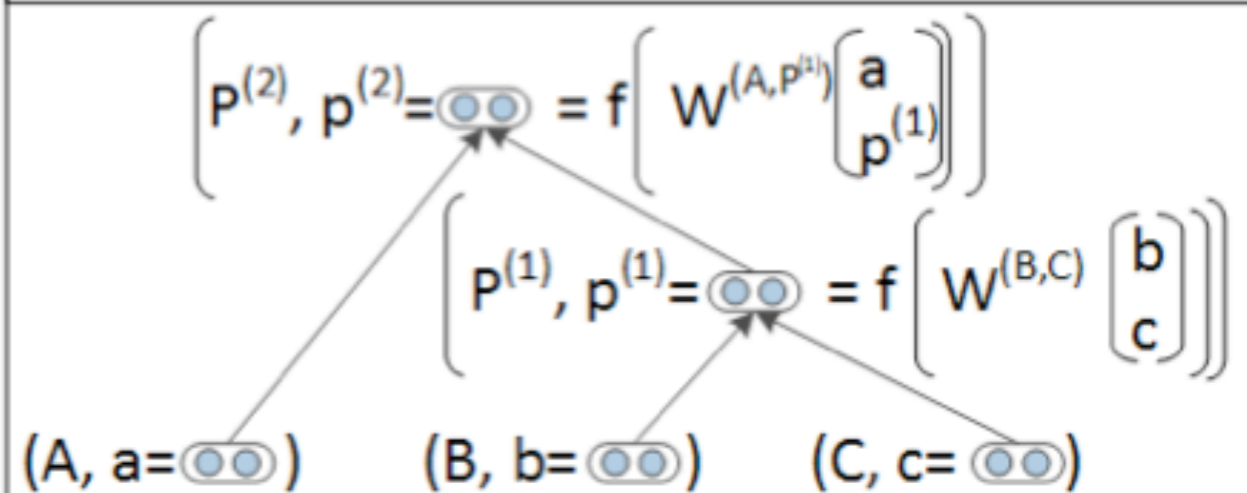 (P^(2), p^(2)= = f(W^(A,P^(1)) (a p^(1))))
(P^(1), p^(1)= = f(W^(B,C) (b c)))
(A, a= ) (B, b= ) (C, c= )